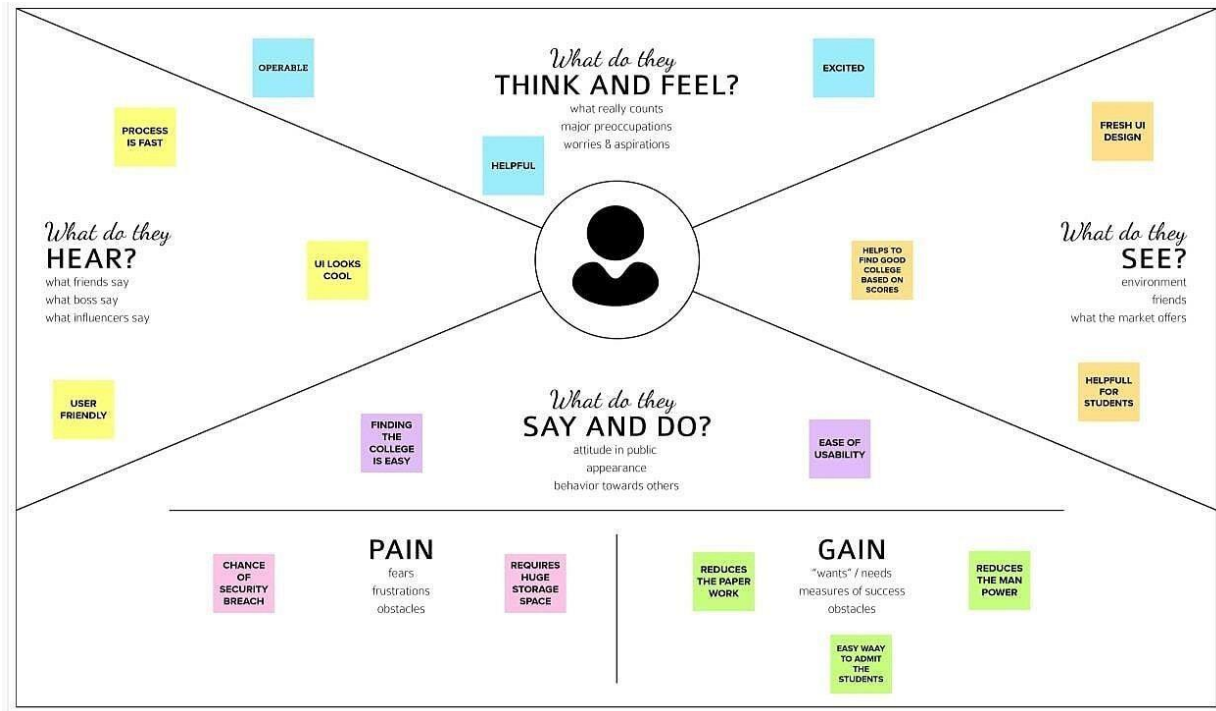 What do they
THINK AND FEEL?
what really counts
major preoccupations
worries & aspirations
OPERABLE
EXCITED
HELPFUL
What do they
HEAR?
what friends say
what boss say
what influencers say
PROCESS
IS FAST
UI LOOKS
COOL
USER
FRIENDLY
What do they
SEE?
environment
friends
what the market offers
FRESH UI
DESIGN
HELPS TO
FIND GOOD
COLLEGE
BASED ON
SCORES
HELPFULL
FOR
STUDENTS
What do they
SAY AND DO?
attitude in public
appearance
behavior towards others
FINDING
THE
COLLEGE
IS EASY
EASE OF
USABILITY
PAIN
fears
frustrations
obstacles
CHANCE
OF
SECURITY
BREACH
REQUIRES
HUGE
STORAGE
SPACE
GAIN
"wants" / needs
measures of success
obstacles
REDUCES
THE PAPER
WORK
REDUCES
THE MAN
POWER
EASY WAAY
TO ADMIT
THE
STUDENTS